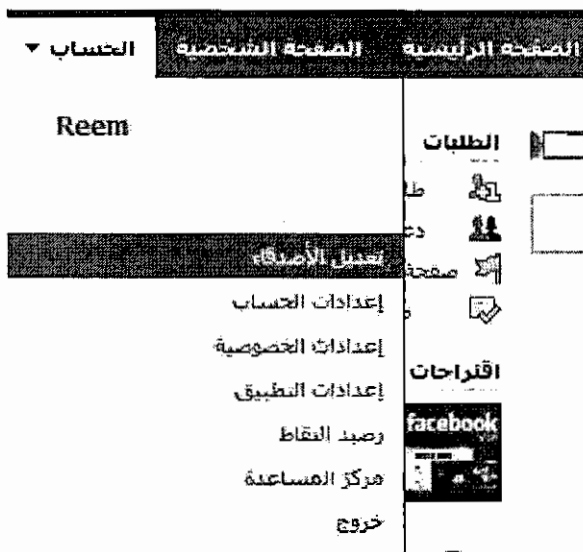 الصفحة الرئيسية الصفحة الشخصية الحساب ▼
Reem
تعديل الأصدقاء
إعدادات الحساب
إعدادات الخصوصية
إعدادات التطبيق
رصيد النقاط
مركز المساعدة
خروج
الطلبات
صفحة
اقتراحات
facebook